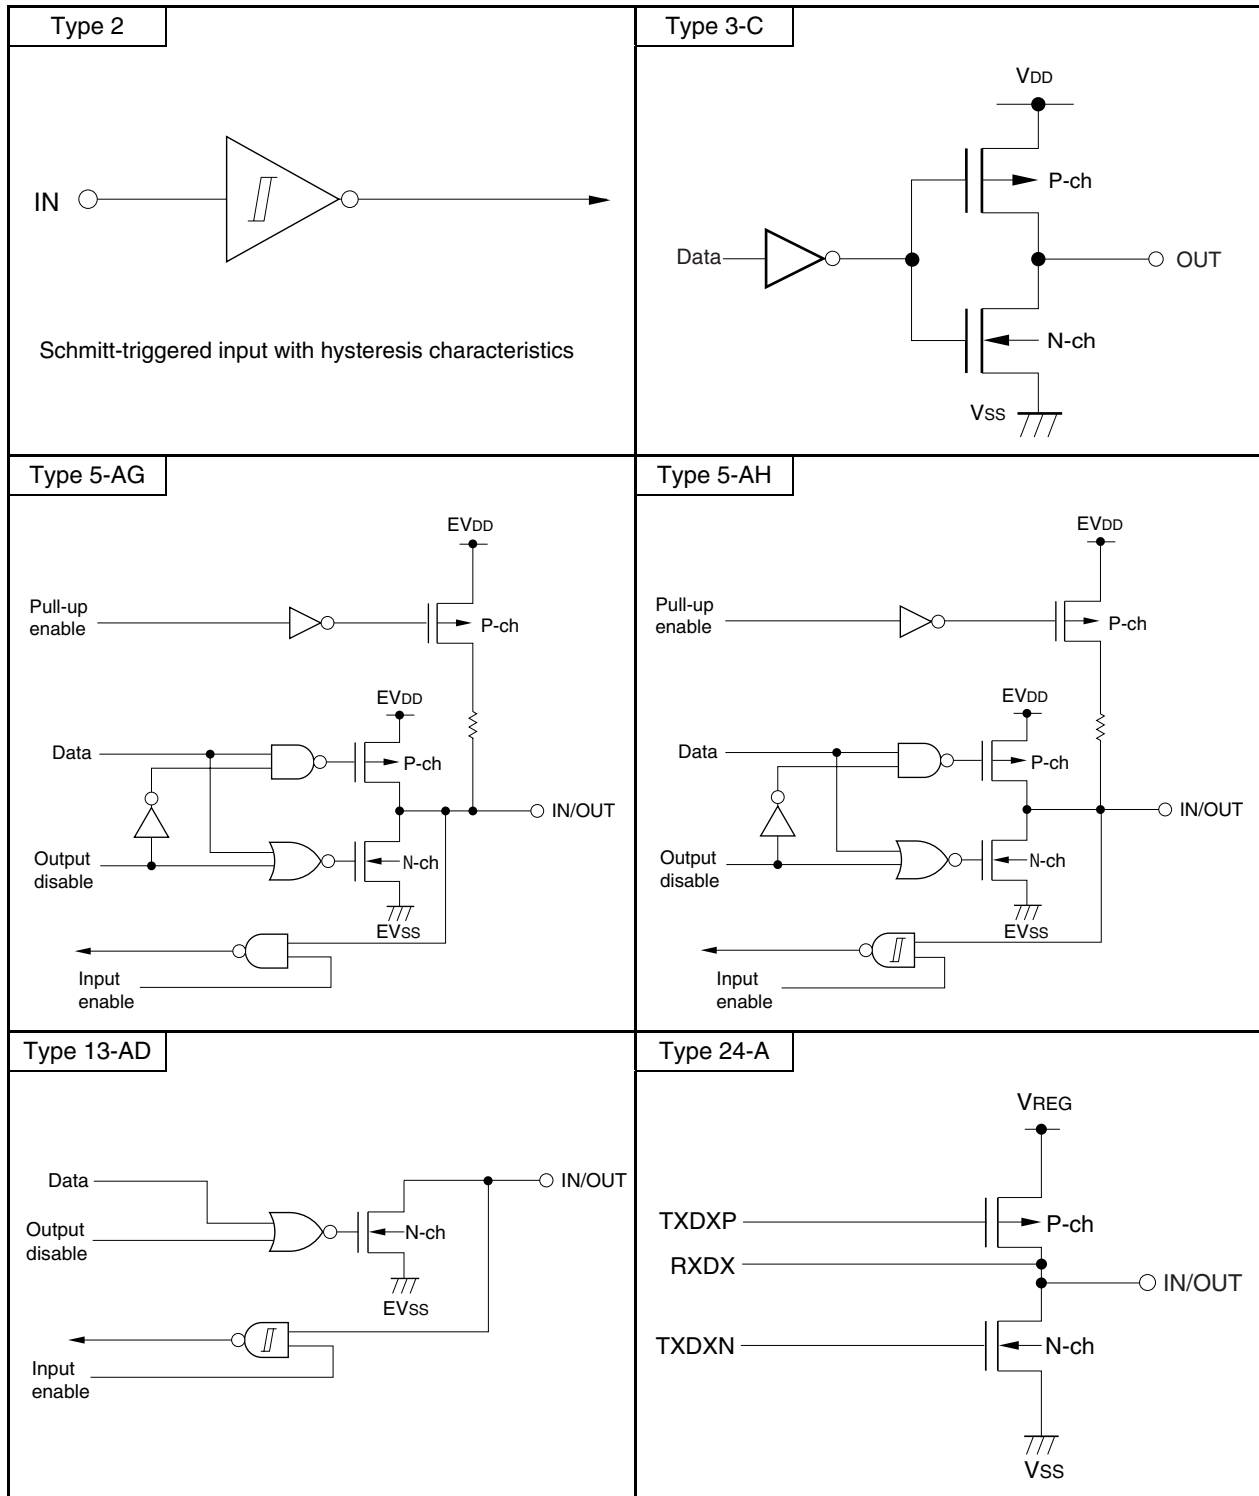 Type 2
IN
Schmitt-triggered input with hysteresis characteristics
Type 3-C
VDD
P-ch
Data
OUT
N-ch
VSS
Type 5-AG
EVDD
Pull-up
enable
P-ch
EVDD
Data
P-ch
IN/OUT
Output
disable
N-ch
EVSS
Input
enable
Type 5-AH
EVDD
Pull-up
enable
P-ch
EVDD
Data
P-ch
IN/OUT
Output
disable
N-ch
EVSS
Input
enable
Type 13-AD
Data
IN/OUT
Output
disable
N-ch
EVSS
Input
enable
Type 24-A
VREG
TXDXP
P-ch
RXDX
IN/OUT
TXDXN
N-ch
VSS